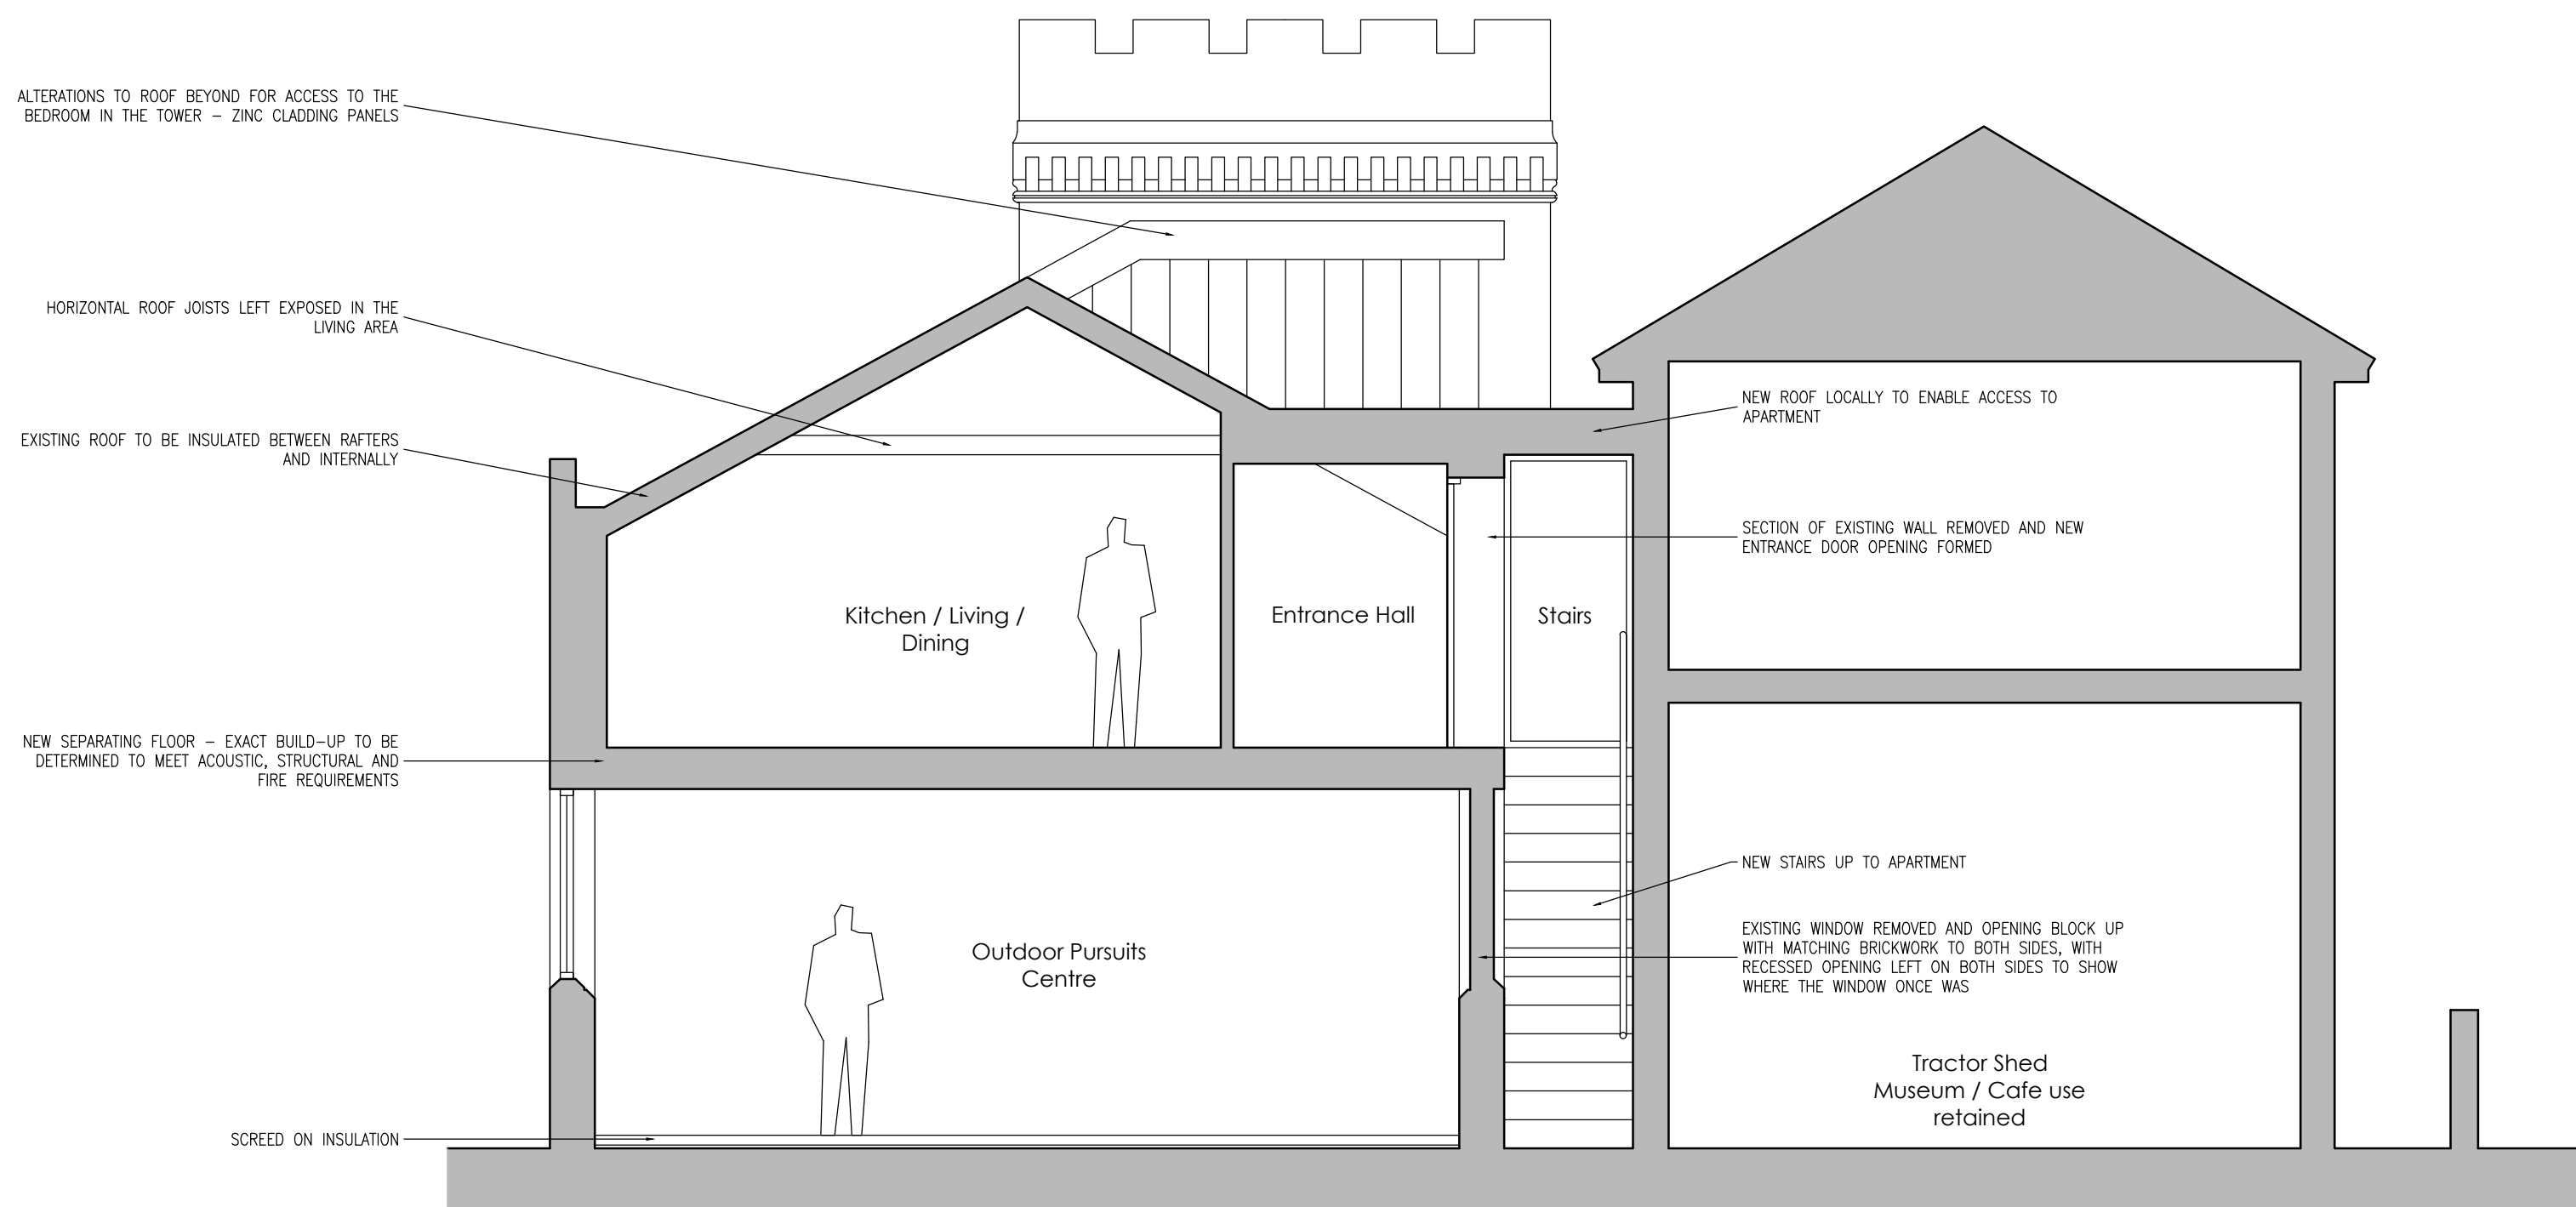 ALTERATIONS TO ROOF BEYOND FOR ACCESS TO THE
BEDROOM IN THE TOWER – ZINC CLADDING PANELS
HORIZONTAL ROOF JOISTS LEFT EXPOSED IN THE
LIVING AREA
EXISTING ROOF TO BE INSULATED BETWEEN RAFTERS
AND INTERNALLY
NEW SEPARATING FLOOR – EXACT BUILD-UP TO BE
DETERMINED TO MEET ACOUSTIC, STRUCTURAL AND
FIRE REQUIREMENTS
SCREED ON INSULATION
Kitchen / Living /
Dining
Entrance Hall
Stairs
Outdoor Pursuits
Centre
NEW ROOF LOCALLY TO ENABLE ACCESS TO
APARTMENT
SECTION OF EXISTING WALL REMOVED AND NEW
ENTRANCE DOOR OPENING FORMED
NEW STAIRS UP TO APARTMENT
EXISTING WINDOW REMOVED AND OPENING BLOCK UP
WITH MATCHING BRICKWORK TO BOTH SIDES, WITH
RECESSED OPENING LEFT ON BOTH SIDES TO SHOW
WHERE THE WINDOW ONCE WAS
Tractor Shed
Museum / Cafe use
retained